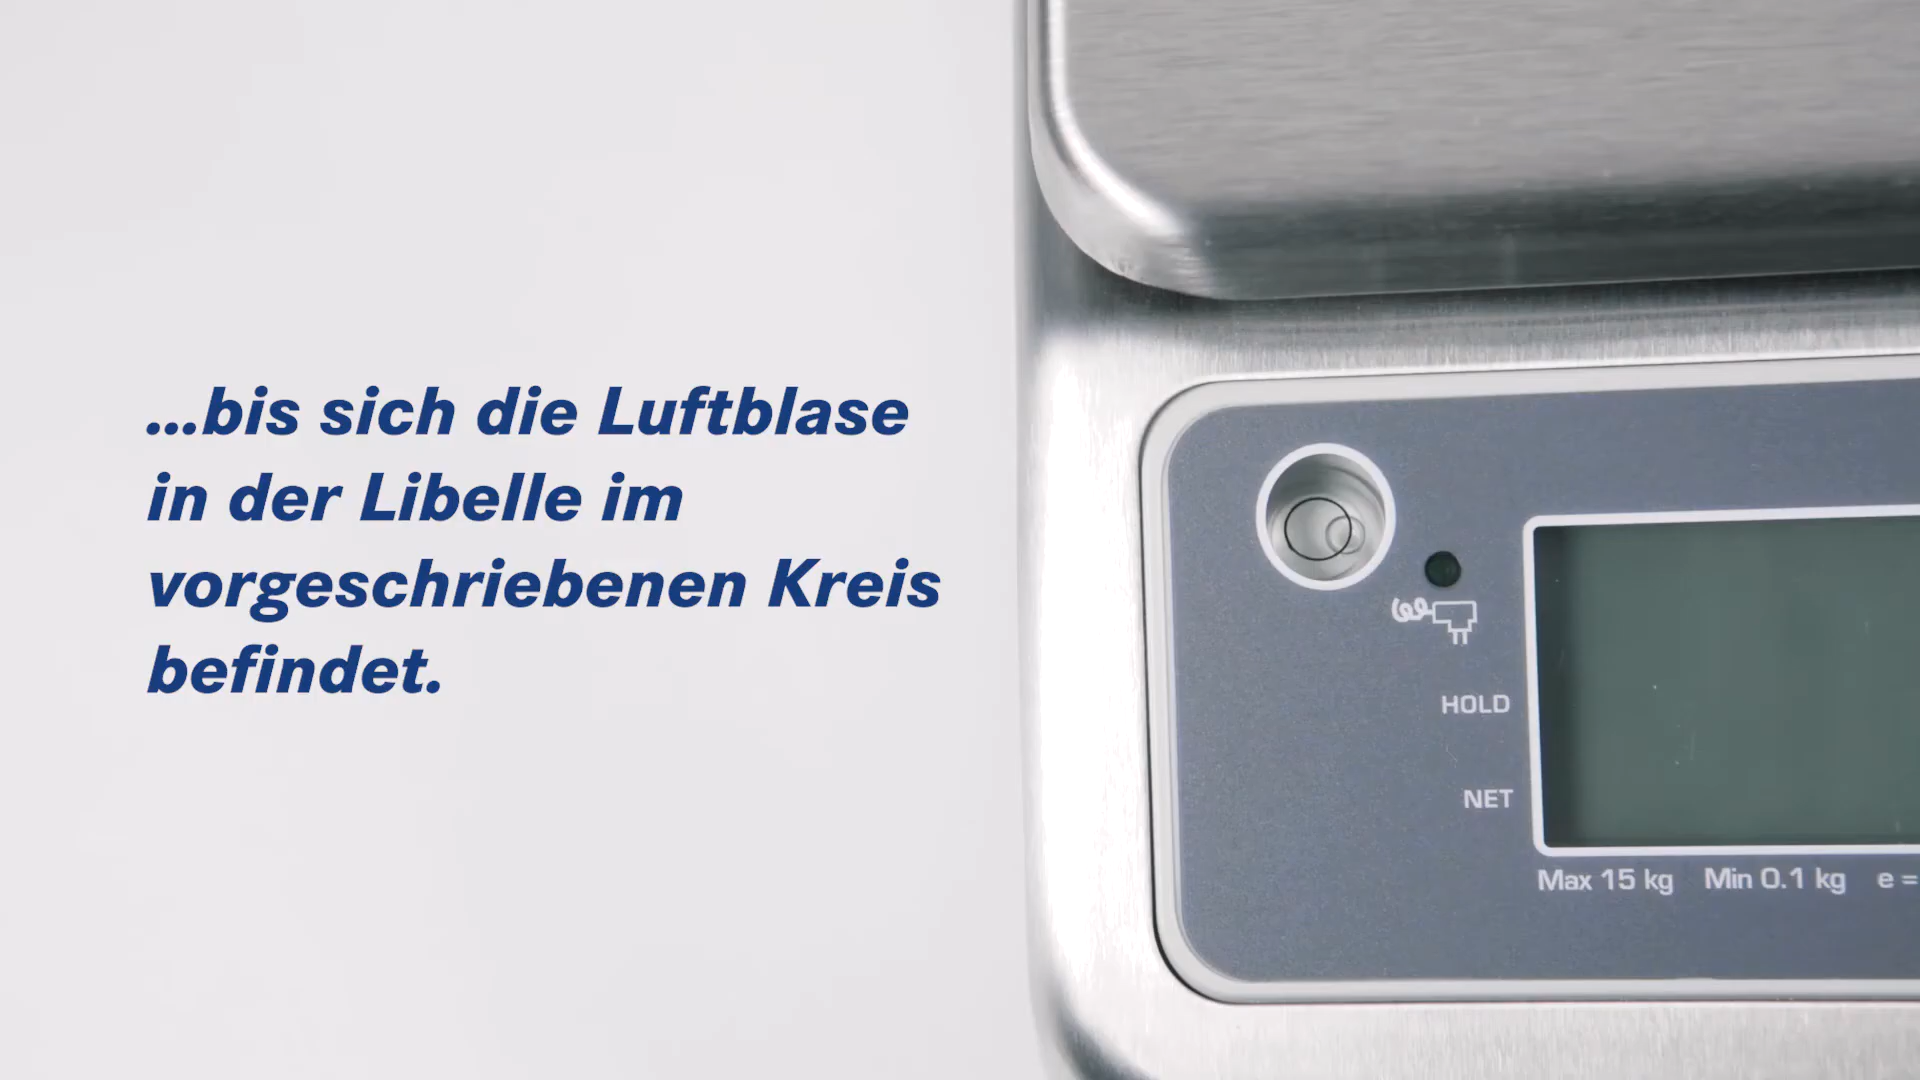 ...bis sich die Luftblase
in der Libelle im
vorgeschriebenen Kreis
befindet.
HOLD
NET
Max 15 kg Min 0.1 kg e =